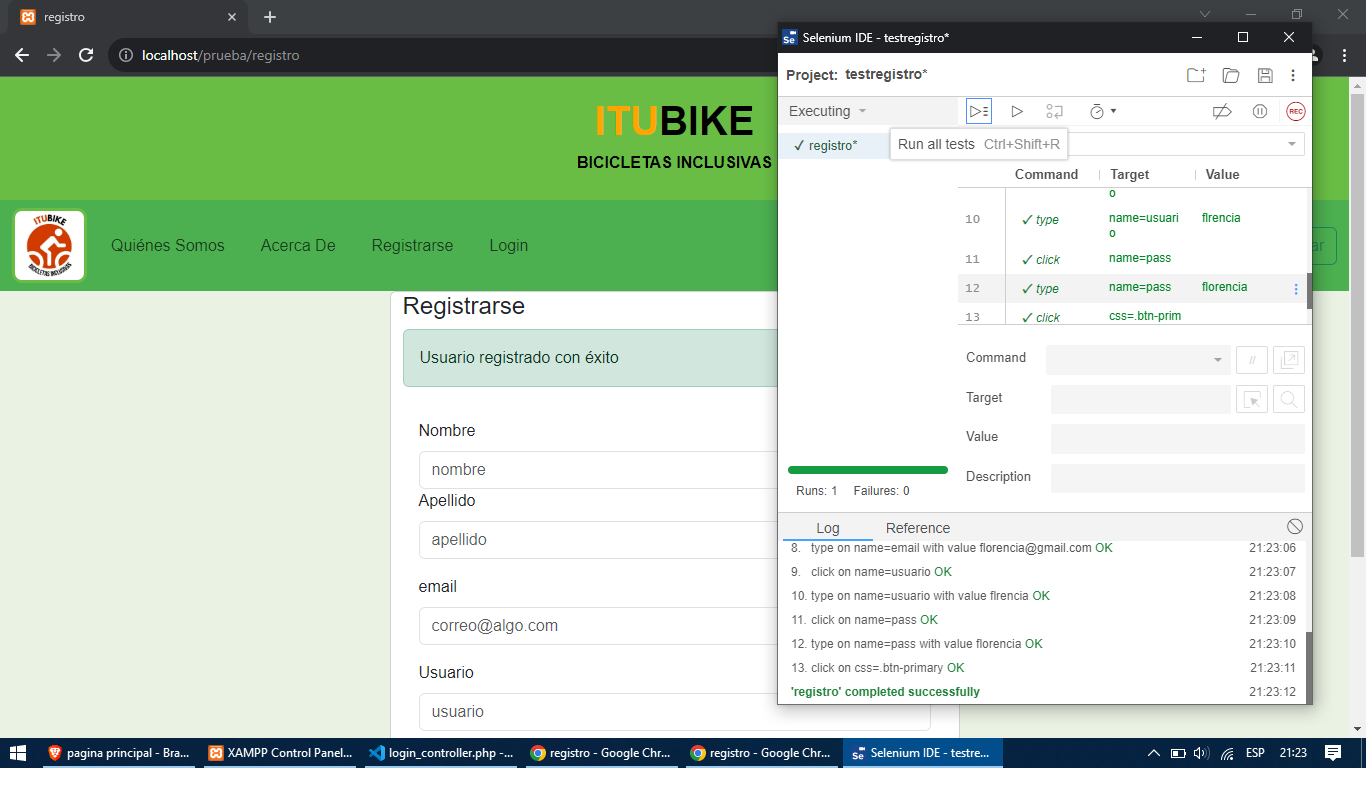 registro
localhost/prueba/registro
ITUBIKE
BICICLETAS INCLUSIVAS
ITUBIKE
BICICLETAS INCLUSIVAS
Quiénes Somos
Acerca De
Registrarse
Login
ar
Registrarse
Usuario registrado con éxito
Nombre
nombre
Apellido
apellido
email
correo@algo.com
Usuario
usuario
Se Selenium IDE - testregistro*
Project: testregistro*
Executing
REC
✓ registro*
Run all tests Ctrl+Shift+R
Command Target Value
o
10 ✓ type name=usuari flrencia
o
11 ✓ click name=pass
12 ✓ type name=pass florencia
13 ✓ click css=.btn-prim
Command
//
Target
Value
Description
Runs: 1 Failures: 0
Log Reference
8. type on name=email with value florencia@gmail.com OK 21:23:06
9. click on name=usuario OK 21:23:07
10. type on name=usuario with value flrencia OK 21:23:08
11. click on name=pass OK 21:23:09
12. type on name=pass with value florencia OK 21:23:10
13. click on css=.btn-primary OK 21:23:11
'registro' completed successfully 21:23:12
pagina principal - Bra...
XAMPP Control Panel...
login_controller.php -...
registro - Google Chr...
registro - Google Chr...
Se Selenium IDE - testre...
ESP
21:23